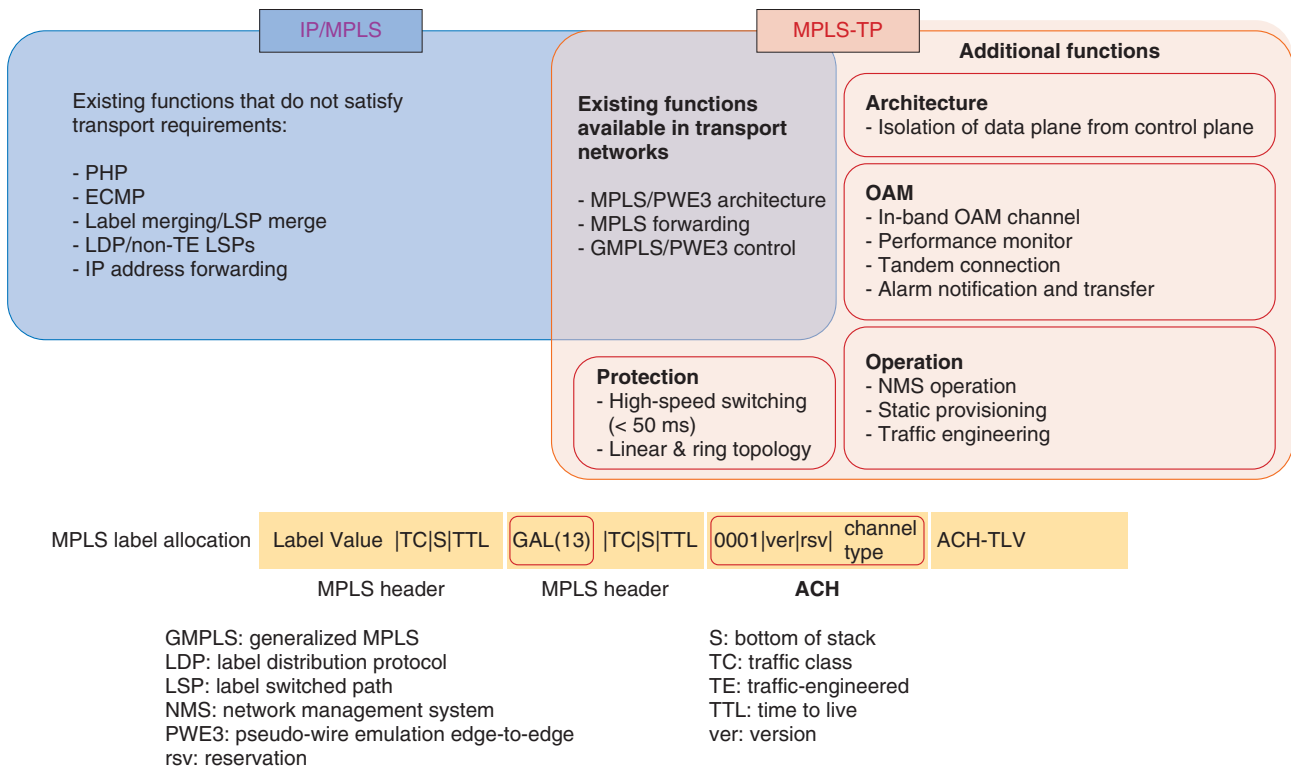 IP/MPLS
MPLS-TP
Existing functions that do not satisfy
transport requirements:
- PHP
- ECMP
- Label merging/LSP merge
- LDP/non-TE LSPs
- IP address forwarding
Existing functions
available in transport
networks
- MPLS/PWE3 architecture
- MPLS forwarding
- GMPLS/PWE3 control
Additional functions
Architecture
- Isolation of data plane from control plane
OAM
- In-band OAM channel
- Performance monitor
- Tandem connection
- Alarm notification and transfer
Protection
- High-speed switching
(< 50 ms)
- Linear & ring topology
Operation
- NMS operation
- Static provisioning
- Traffic engineering
MPLS label allocation
Label Value |TC|S|TTL
GAL(13) |TC|S|TTL
0001|ver|rsv| channel
type
ACH-TLV
MPLS header
MPLS header
ACH
GMPLS: generalized MPLS
LDP: label distribution protocol
LSP: label switched path
NMS: network management system
PWE3: pseudo-wire emulation edge-to-edge
rsv: reservation
S: bottom of stack
TC: traffic class
TE: traffic-engineered
TTL: time to live
ver: version